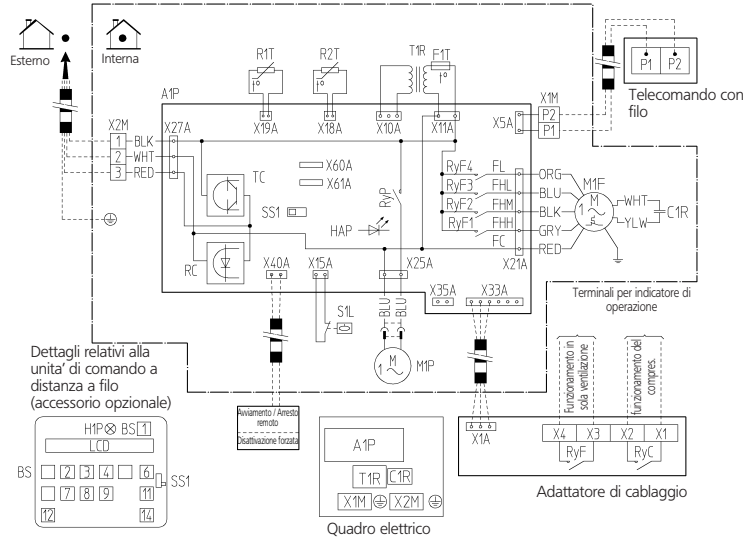 Esterno
Interna
R1T
R2T
T1R
F1T
t°
t°
t°
P1 P2
Telecomando con
filo
A1P
X19A
X18A
X10A
X11A
X5A
X1M
P2
P1
X2M
X27A
1 BLK
2 WHT
3 RED
TC
RC
X60A
X61A
SS1
HAP
RyP
RyF4 FL ORG
RyF3 FHL BLU
RyF2 FHM BLK
RyF1 FHH GRY
FC RED
X21A
M1F
M
1~
WHT
YLW
C1R
X40A
X15A
X25A
X35A
X33A
S1L
BLU
BLU
M
1~
M1P
Terminali per indicatore di
operazione
Funzionamento in
sola ventilazione
funzionamento del
compres.
X1A
X4 X3 X2 X1
RyF
RyC
Adattatore di cablaggio
Avviamento / Arresto
remoto
Disattivazione forzata
Dettagli relativi alla
unita' di comando a
distanza a filo
(accessorio opzionale)
H1P BS 1
LCD
BS
2 3 4 6
SS1
7 8 9 11
12 14
A1P
T1R C1R
X1M X2M
Quadro elettrico